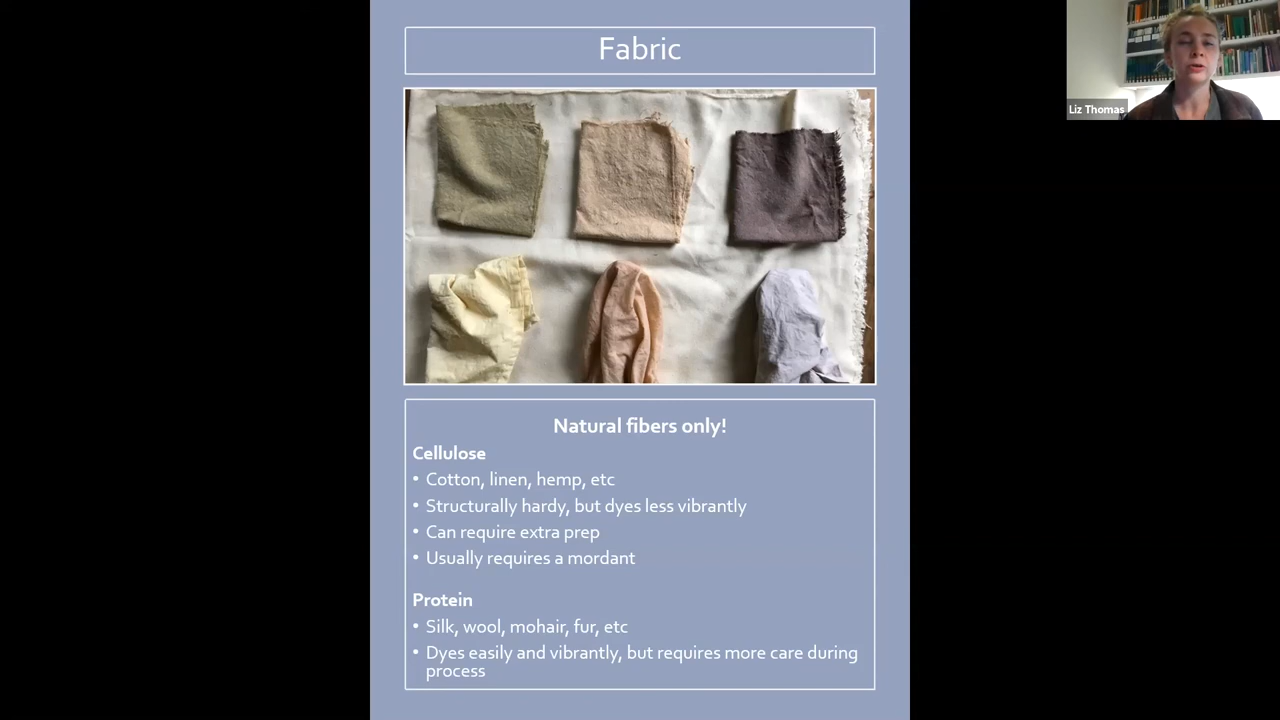 Fabric
Liz Thomas
Natural fibers only!
Cellulose
• Cotton, linen, hemp, etc
• Structurally hardy, but dyes less vibrantly
• Can require extra prep
• Usually requires a mordant
Protein
• Silk, wool, mohair, fur, etc
• Dyes easily and vibrantly, but requires more care during
process